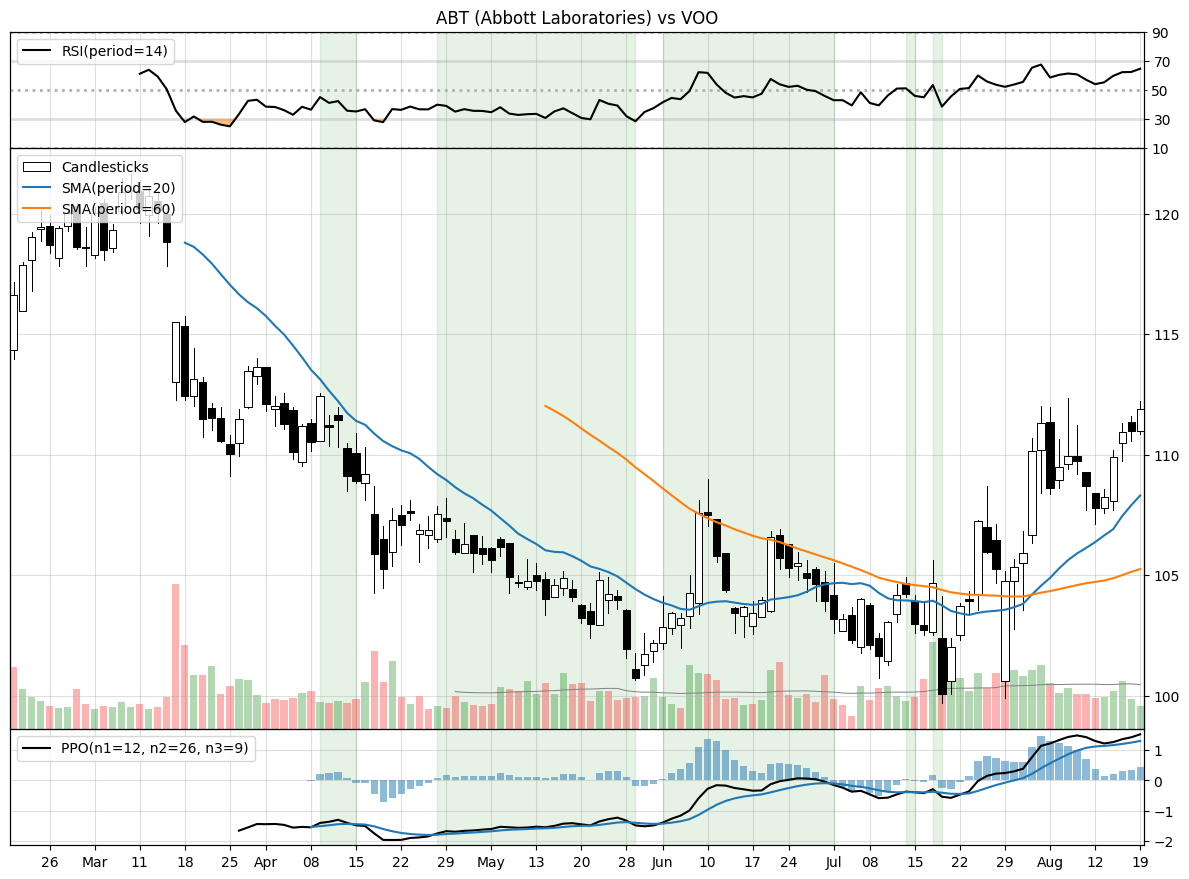 ABT (Abbott Laboratories) vs VOO
RSI(period=14)
90
70
50
30
10
Candlesticks
SMA(period=20)
SMA(period=60)
120
115
110
105
100
PPO(n1=12, n2=26, n3=9)
1
0
−1
−2
26 Mar 11 18 25 Apr 08 15 22 29 May 13 20 28 Jun 10 17 24 Jul 08 15 22 29 Aug 12 19